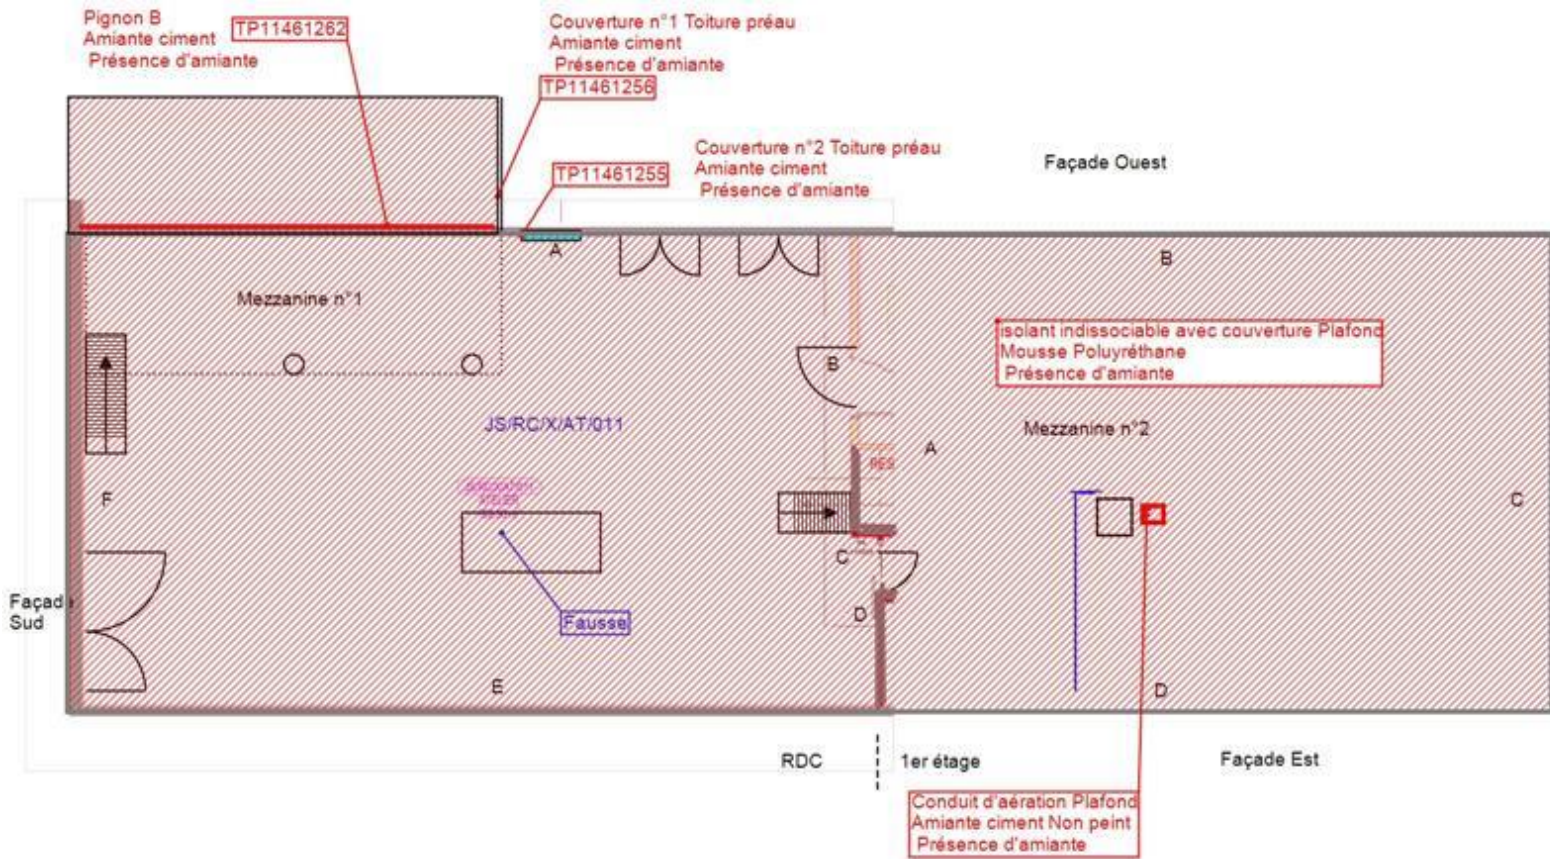 Pignon B
Amiante ciment
Présence d'amiante
TP11461262
Couverture n°1 Toiture préau
Amiante ciment
Présence d'amiante
TP11461256
Couverture n°2 Toiture préau
Amiante ciment
Présence d'amiante
TP11461255
Façade Ouest
A
B
Mezzanine n°1
isolant indissociable avec couverture Plafond
Mousse Poluyréthane
Présence d'amiante
B
JS/RC/X/AT/011
Mezzanine n°2
A
RES
F
C
ATELIER
C
Façad
Sud
Fausse
D
E
D
RDC
1er étage
Façade Est
Conduit d'aération Plafond
Amiante ciment Non peint
Présence d'amiante